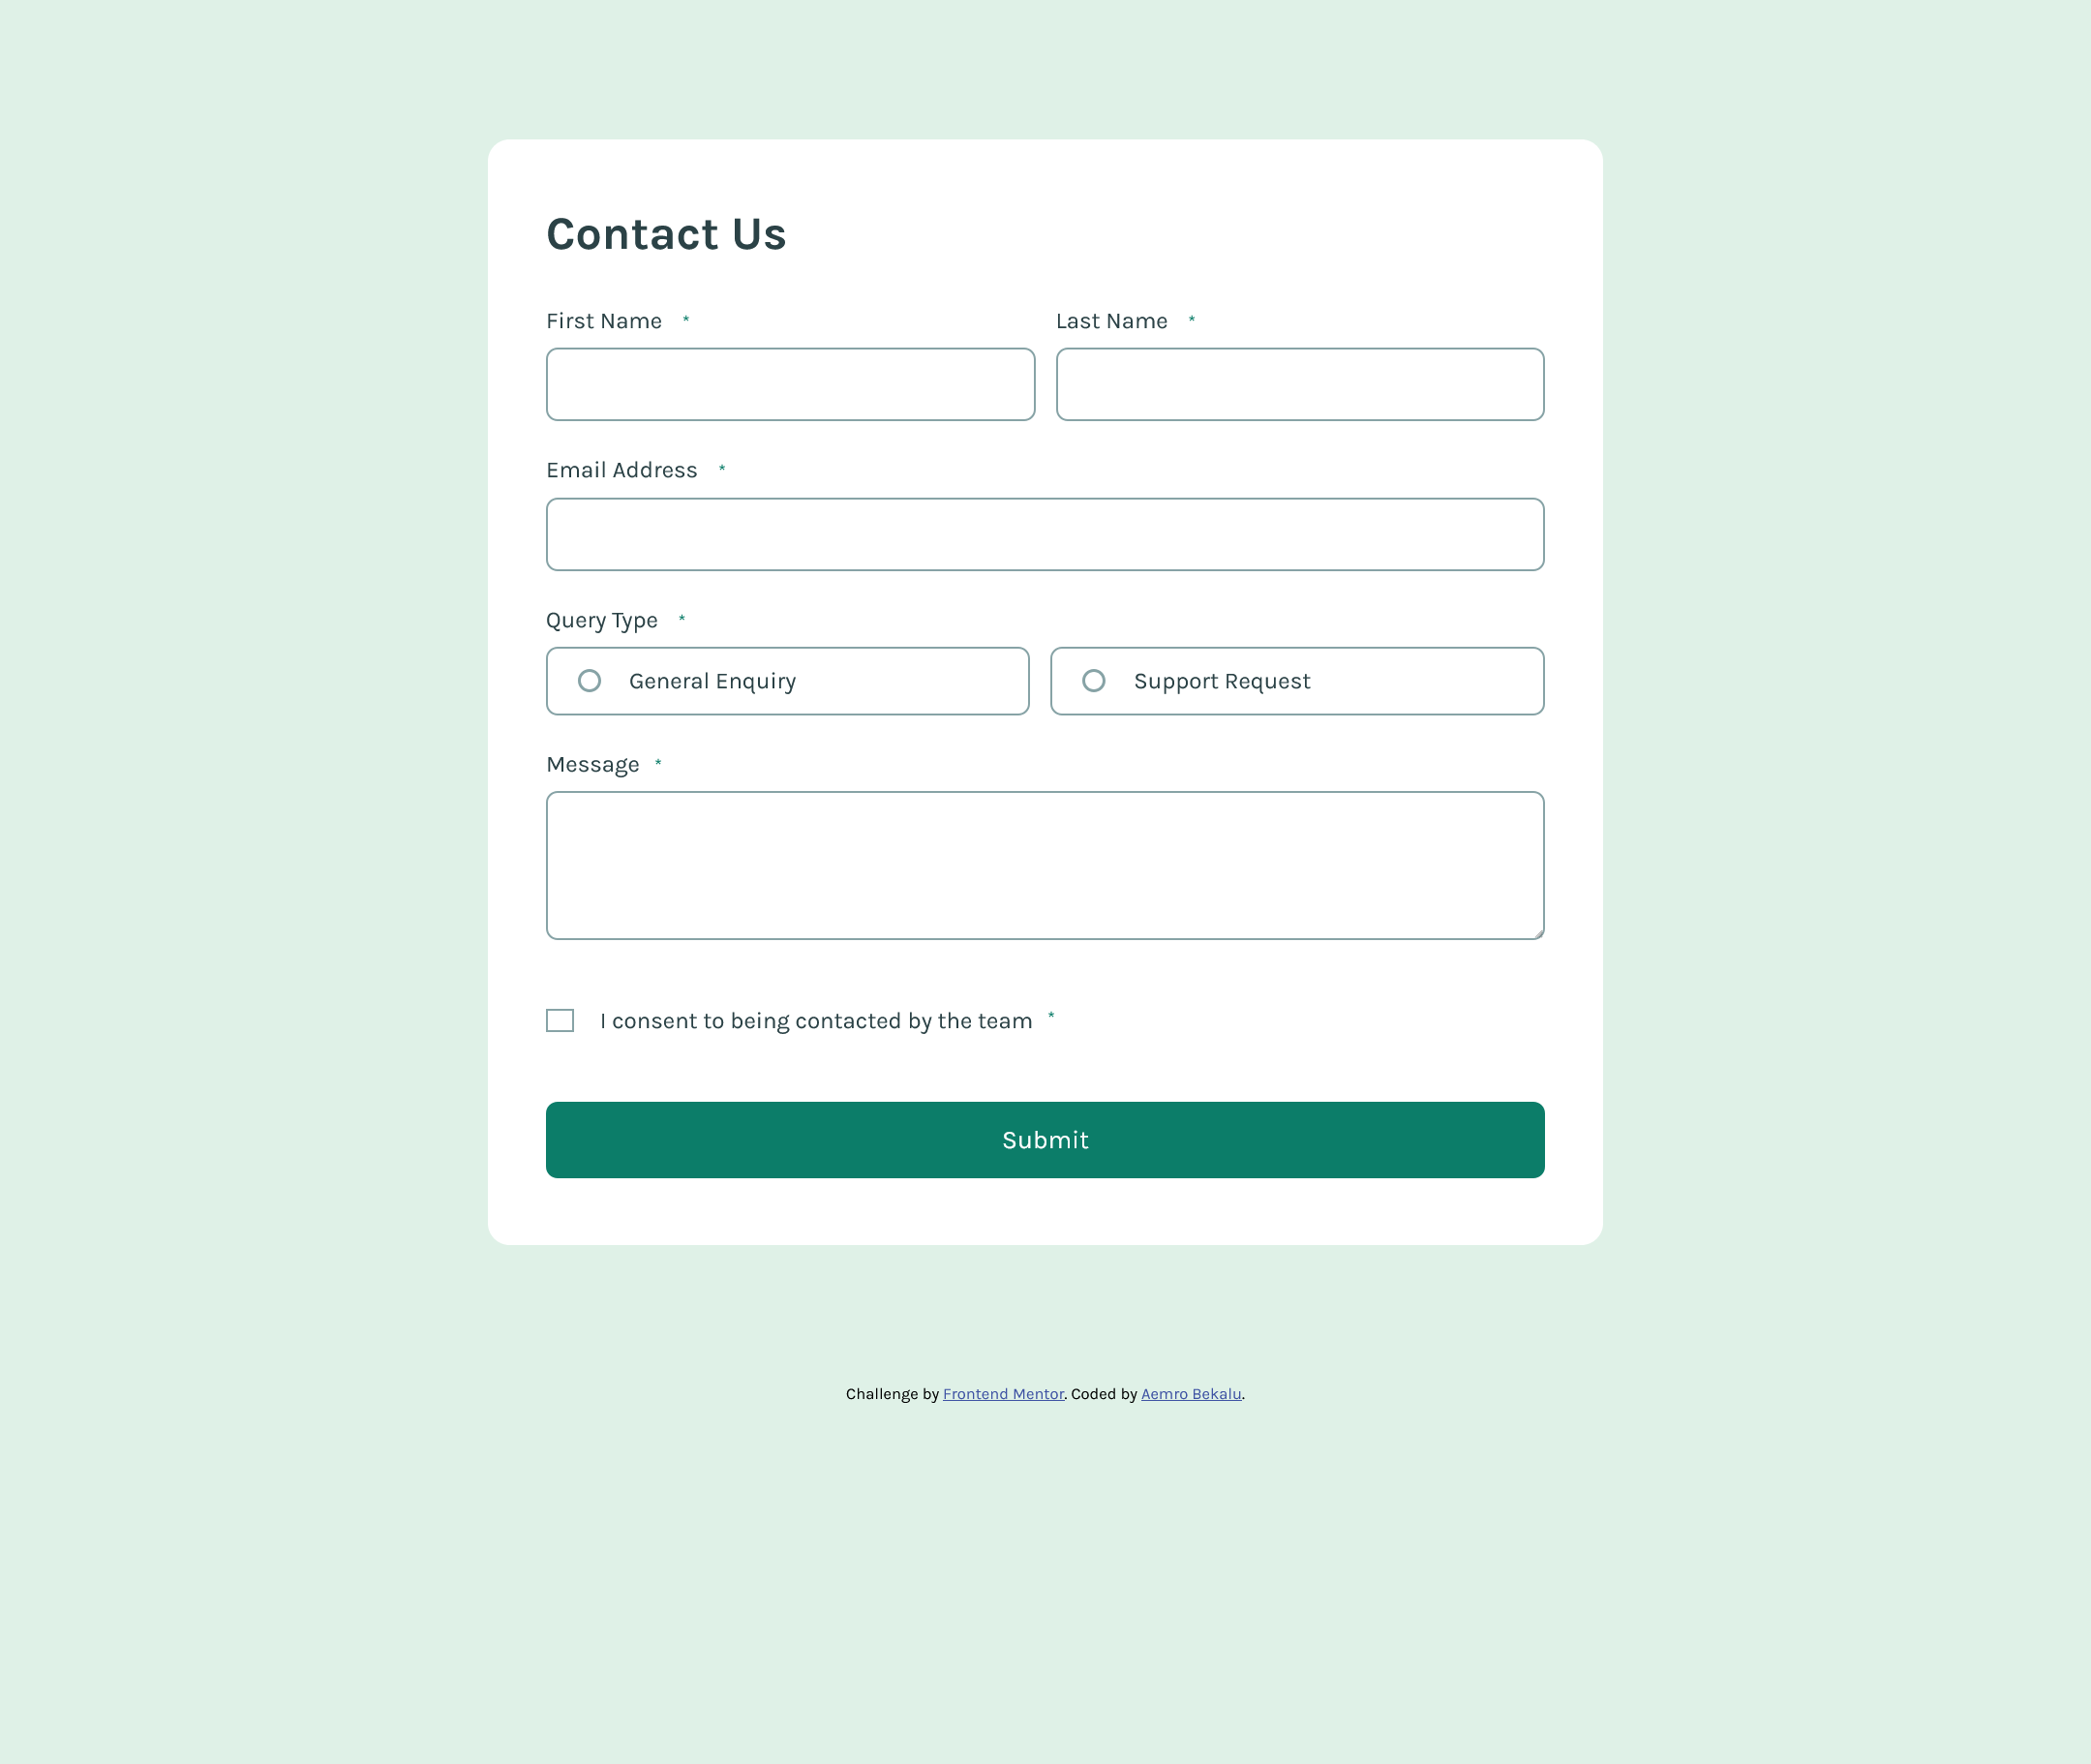 Contact Us
First Name *
Last Name *
Email Address *
Query Type *
General Enquiry
Support Request
Message *
I consent to being contacted by the team *
Submit
Challenge by Frontend Mentor. Coded by Aemro Bekalu.